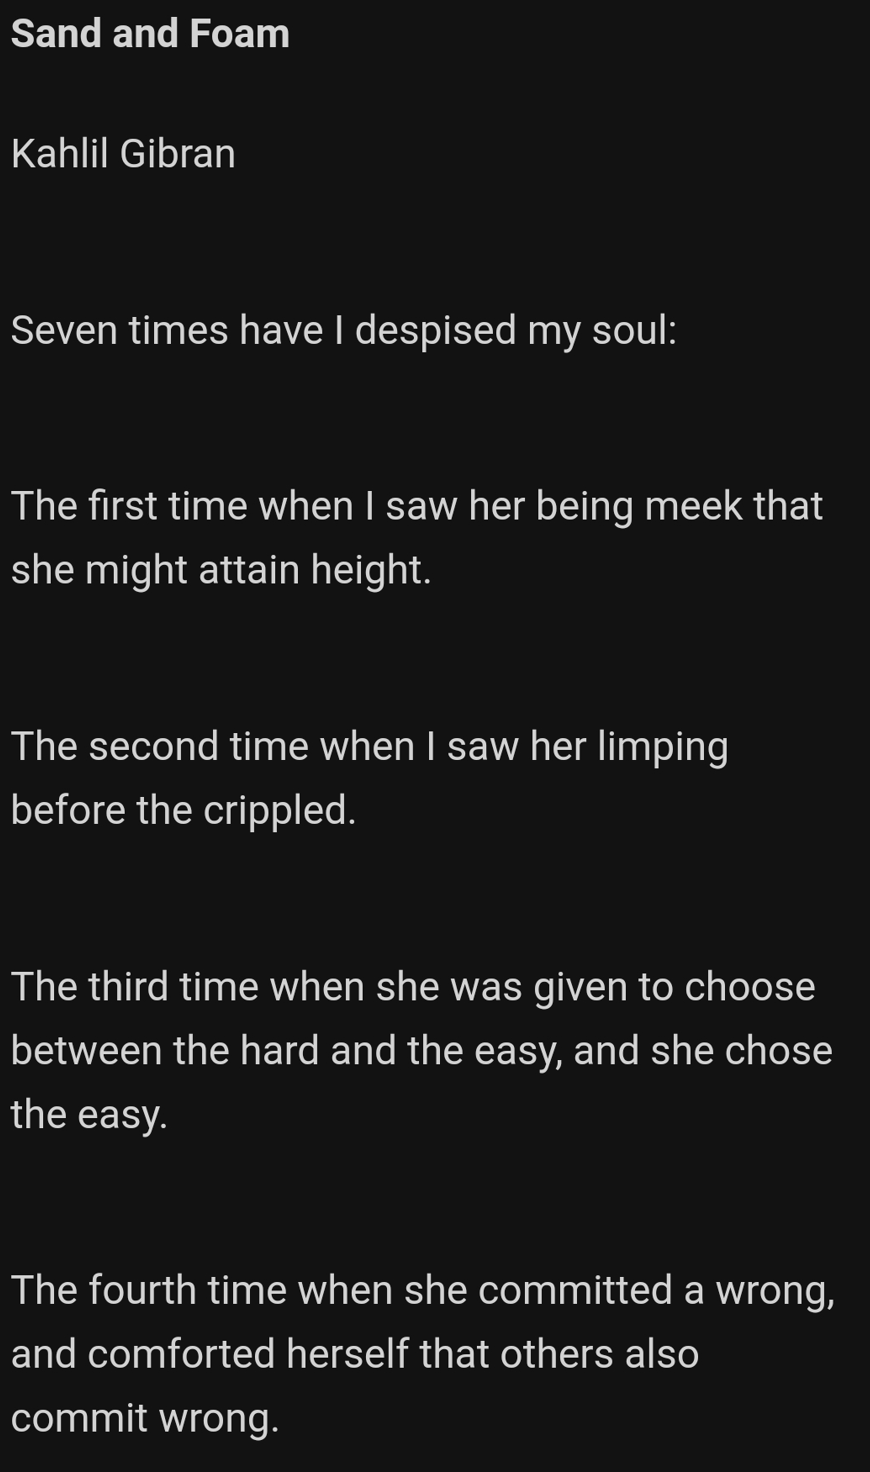 Sand and Foam
Kahlil Gibran
Seven times have I despised my soul:
The first time when I saw her being meek that
she might attain height.
The second time when I saw her limping
before the crippled.
The third time when she was given to choose
between the hard and the easy, and she chose
the easy.
The fourth time when she committed a wrong,
and comforted herself that others also
commit wrong.